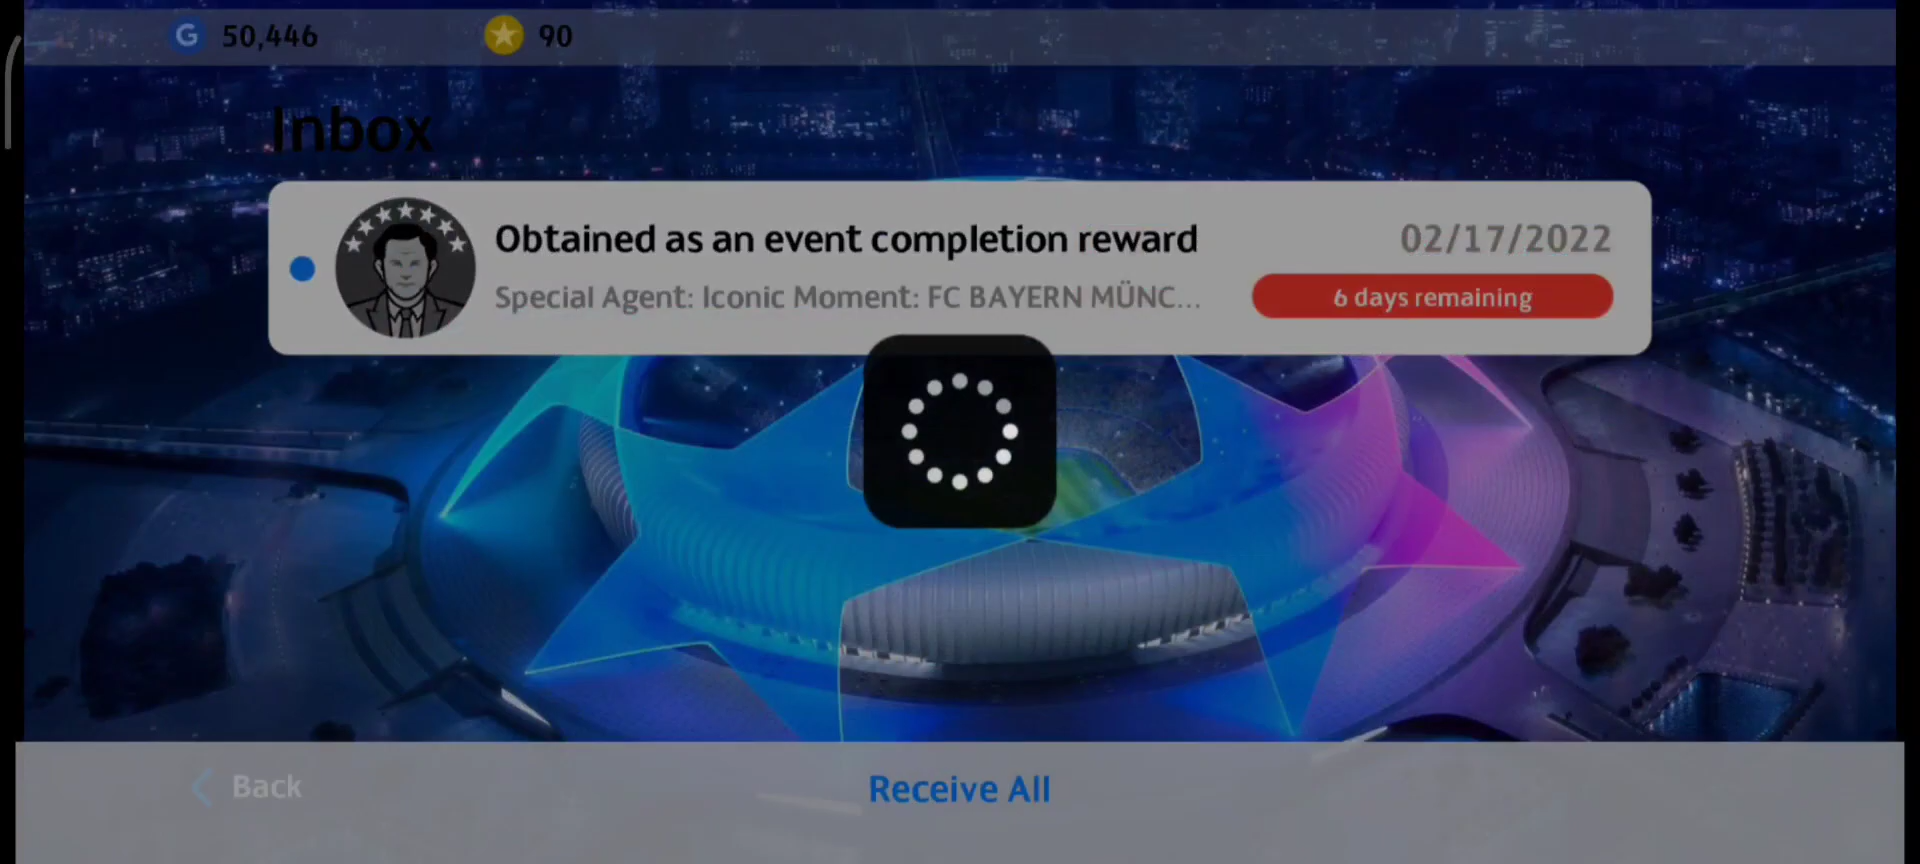 G 50,446 90
Inbox
Obtained as an event completion reward 02/17/2022
Special Agent: Iconic Moment: FC BAYERN MÜNC... 6 days remaining
Back Receive All